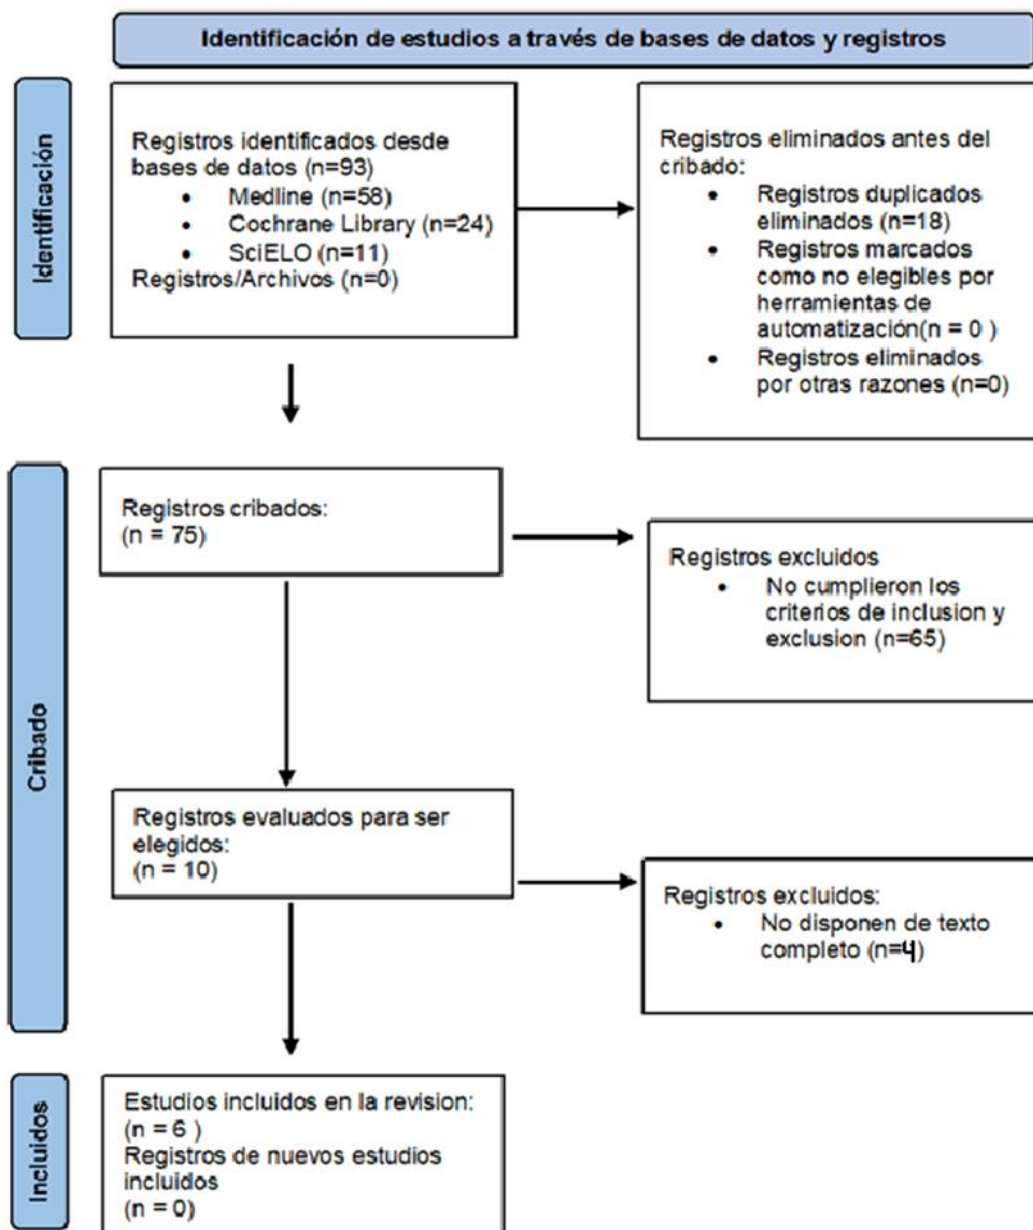 Identificación de estudios a través de bases de datos y registros
Identificación
Registros identificados desde
bases de datos (n=93)
• Medline (n=58)
• Cochrane Library (n=24)
• SciELO (n=11)
Registros/Archivos (n=0)
Registros eliminados antes del
cribado:
• Registros duplicados
eliminados (n=18)
• Registros marcados
como no elegibles por
herramientas de
automatización(n = 0 )
• Registros eliminados
por otras razones (n=0)
Cribado
Registros cribados:
(n = 75)
Registros excluidos
• No cumplieron los
criterios de inclusion y
exclusion (n=65)
Registros evaluados para ser
elegidos:
(n = 10)
Registros excluidos:
• No disponen de texto
completo (n=4)
Incluidos
Estudios incluidos en la revision:
(n = 6 )
Registros de nuevos estudios
incluidos
(n = 0)